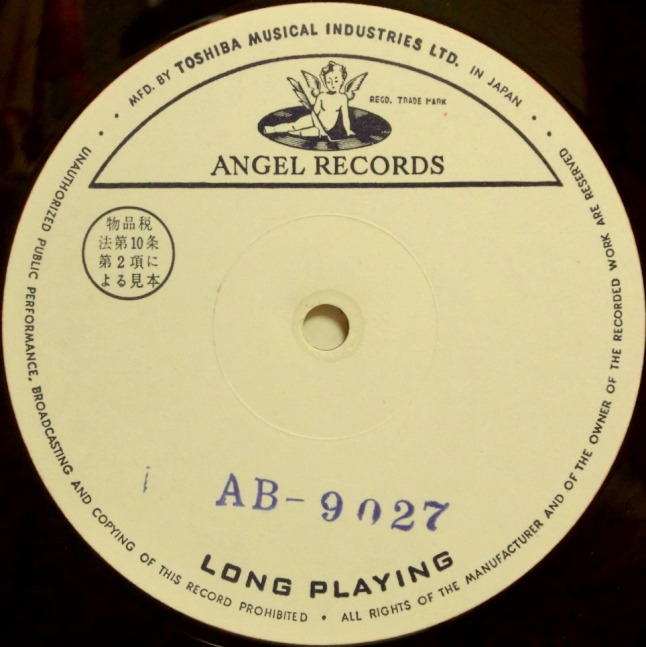 MFD. BY TOSHIBA MUSICAL INDUSTRIES LTD. IN JAPAN
REGD. TRADE MARK
ANGEL RECORDS
物品税
法第10条
第2項に
よる見本
AB-9027
LONG PLAYING
UNAUTHORIZED PUBLIC PERFORMANCE, BROADCASTING AND COPYING OF THIS RECORD PROHIBITED • ALL RIGHTS OF THE MANUFACTURER AND OF THE OWNER OF THE RECORDED WORK ARE RESERVED